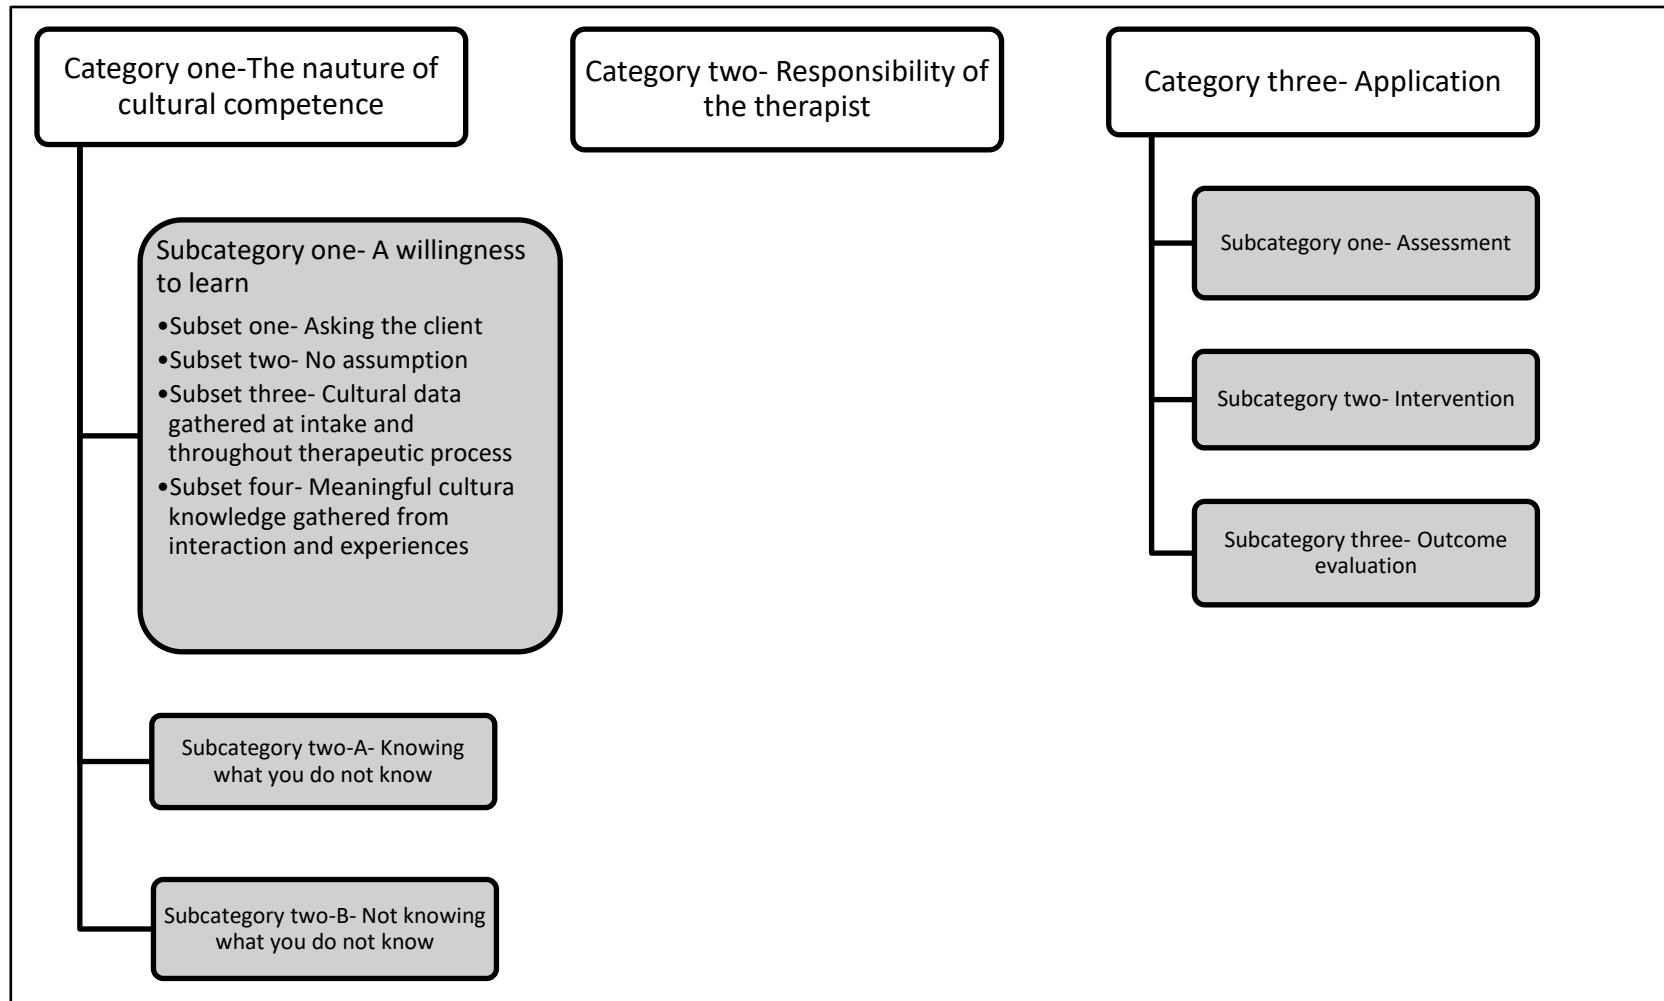 Category one-The nauture of
cultural competence
Subcategory one- A willingness
to learn
•Subset one- Asking the client
•Subset two- No assumption
•Subset three- Cultural data
gathered at intake and
throughout therapeutic process
•Subset four- Meaningful cultura
knowledge gathered from
interaction and experiences
Subcategory two-A- Knowing
what you do not know
Subcategory two-B- Not knowing
what you do not know
Category two- Responsibility of
the therapist
Category three- Application
Subcategory one- Assessment
Subcategory two- Intervention
Subcategory three- Outcome
evaluation